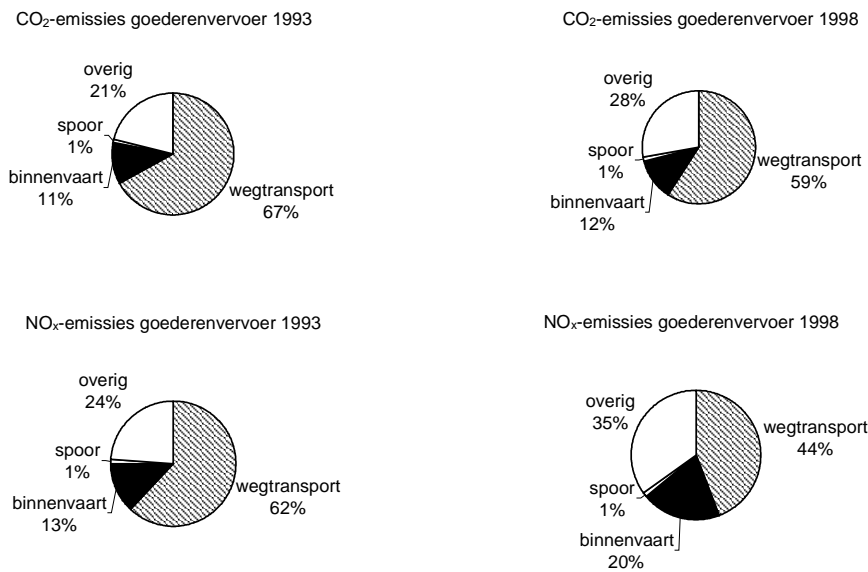 CO₂-emissies goederenvervoer 1993
overig
21%
spoor
1%
binnenvaart
11%
wegtransport
67%
CO₂-emissies goederenvervoer 1998
overig
28%
spoor
1%
binnenvaart
12%
wegtransport
59%
NOₓ-emissies goederenvervoer 1993
overig
24%
spoor
1%
binnenvaart
13%
wegtransport
62%
NOₓ-emissies goederenvervoer 1998
overig
35%
wegtransport
44%
spoor
1%
binnenvaart
20%